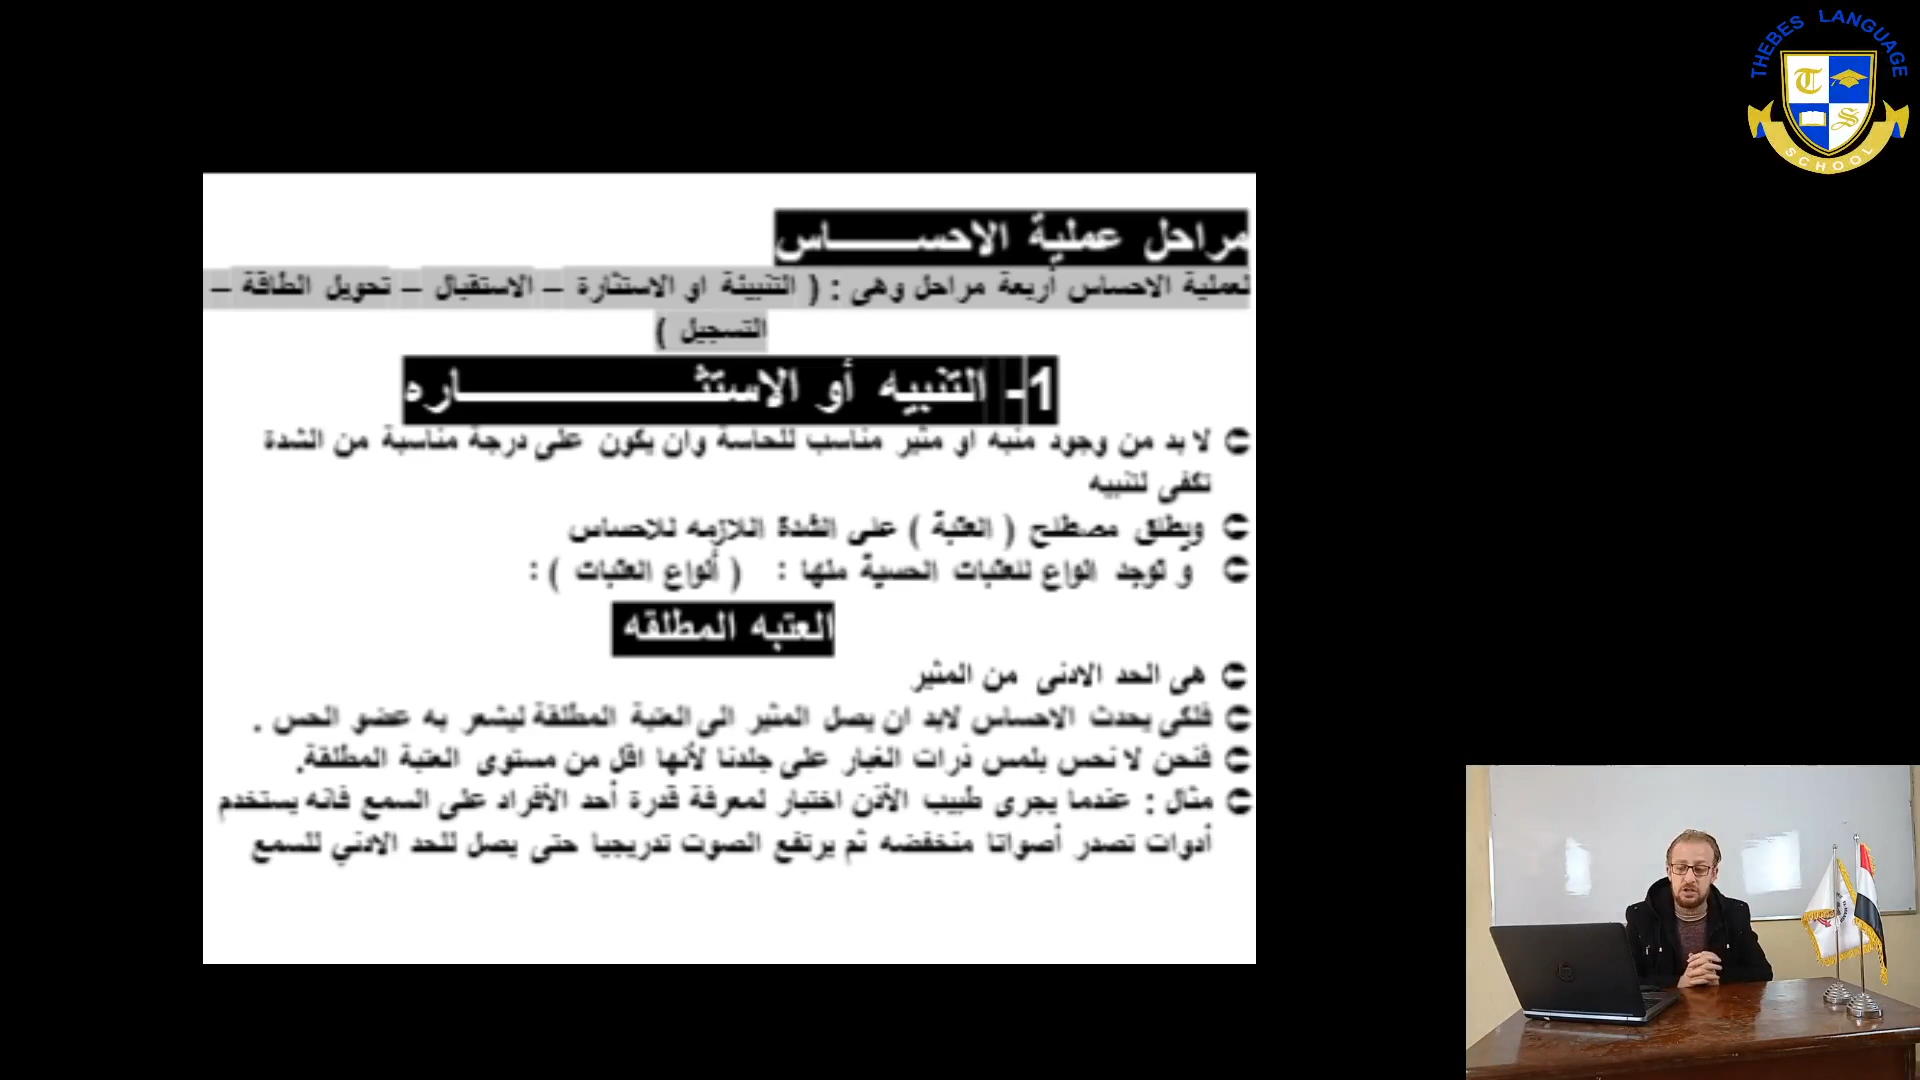 THEBES LANGUAGE
T
S
SCHOOL
مراحل عملية الاحســـــاس
لعملية الاحساس أربعة مراحل وهى : ( التنبيئة او الاستثارة – الاستقبال – تحويل الطاقة –
التسجيل )
1- التنبيه أو الاستثــــــــــــــاره
لا بد من وجود منبه او مثير مناسب للحاسة وان يكون على درجة مناسبة من الشدة
تكفى لتنبيه
ويطلق مصطلح ( العتبة ) على الشدة اللازمه للاحساس
و توجد انواع للعتبات الحسية منها : ( أنواع العتبات ) :
العتبه المطلقه
هى الحد الادنى من المثير
فلكى يحدث الاحساس لابد ان يصل المثير الى العتبة المطلقة ليشعر به عضو الحس .
فنحن لا نحس بلمس ذرات الغبار على جلدنا لأنها اقل من مستوى العتبة المطلقة.
مثال : عندما يجرى طبيب الأذن اختبار لمعرفة قدرة أحد الأفراد على السمع فانه يستخدم
أدوات تصدر أصواتا منخفضه ثم يرتفع الصوت تدريجيا حتى يصل للحد الادني للسمع